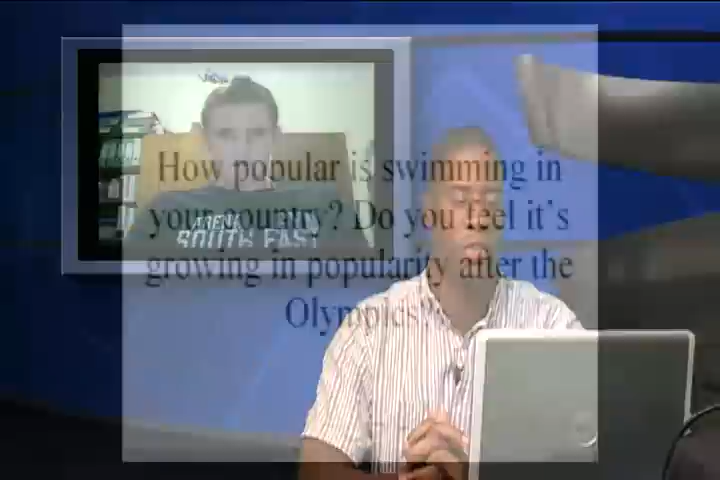 How popular is swimming in
your country? Do you feel it's
growing in popularity after the
Olympics?
SOUTH EAST